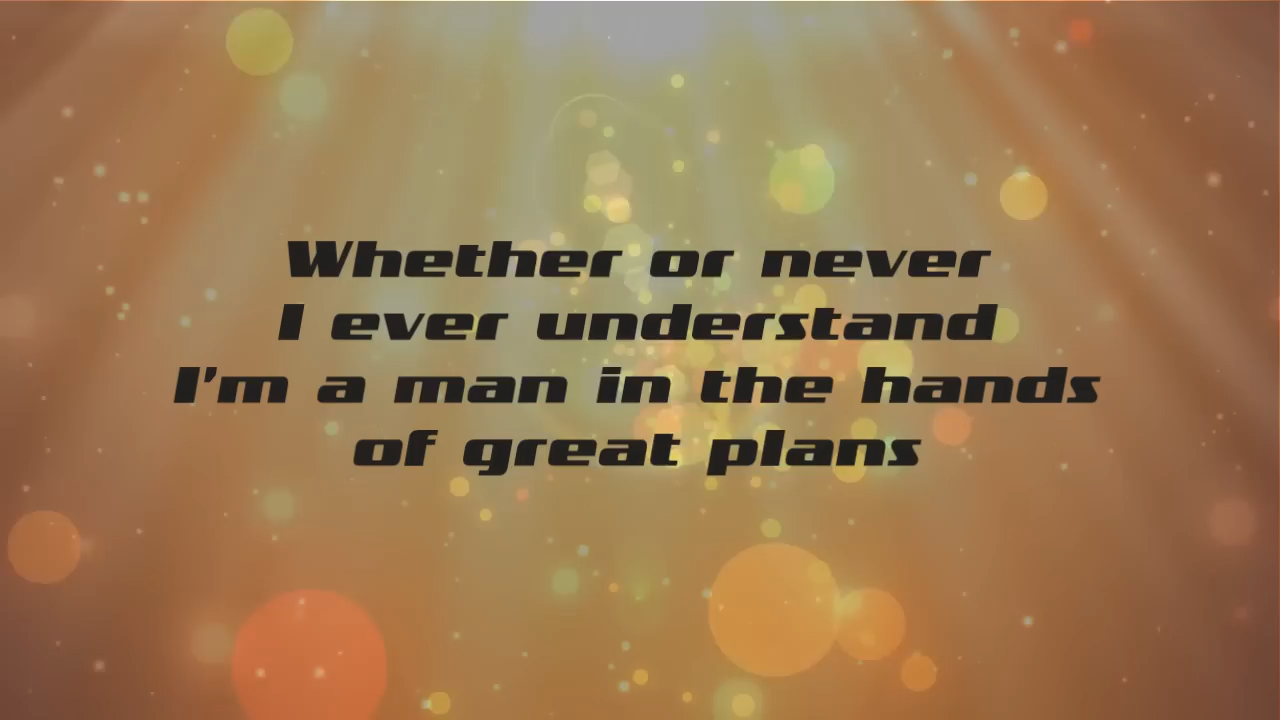 Whether or never
I ever understand
I'm a man in the hands
of great plans